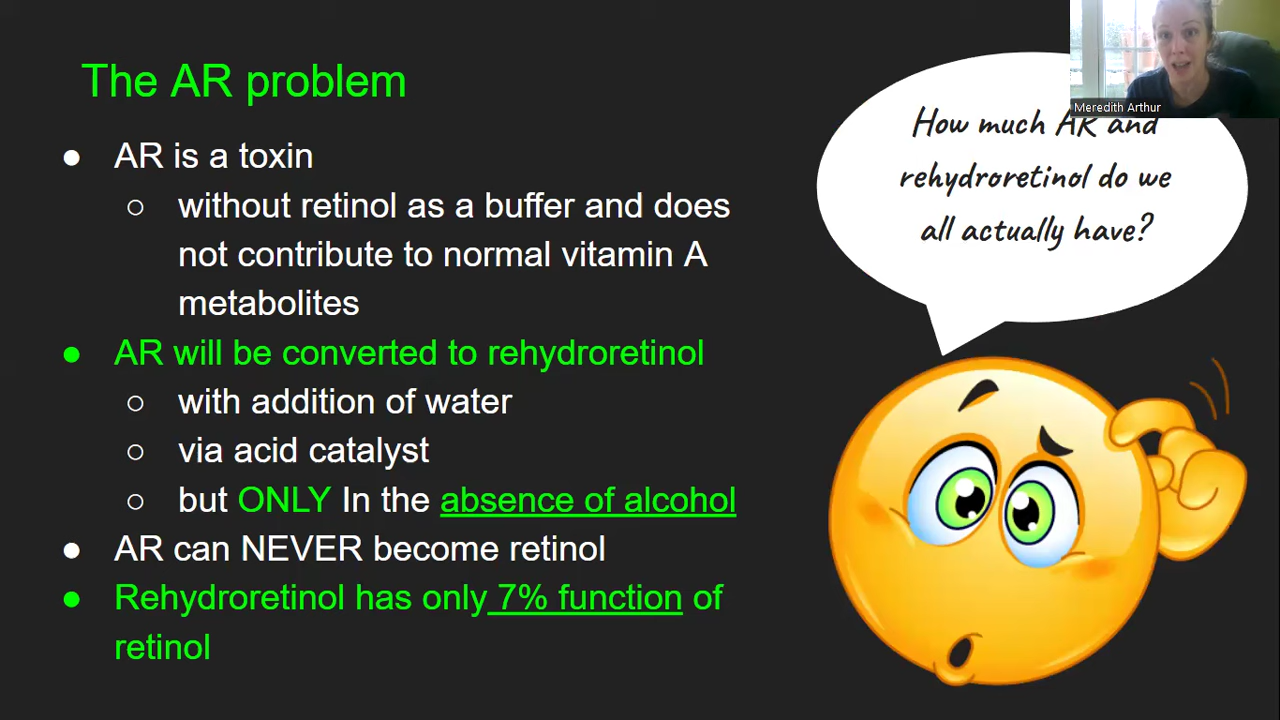 The AR problem
● AR is a toxin
○ without retinol as a buffer and does
not contribute to normal vitamin A
metabolites
● AR will be converted to rehydroretinol
○ with addition of water
○ via acid catalyst
○ but ONLY In the absence of alcohol
● AR can NEVER become retinol
● Rehydroretinol has only 7% function of
retinol
Meredith Arthur
How much AR and
rehydroretinol do we
all actually have?